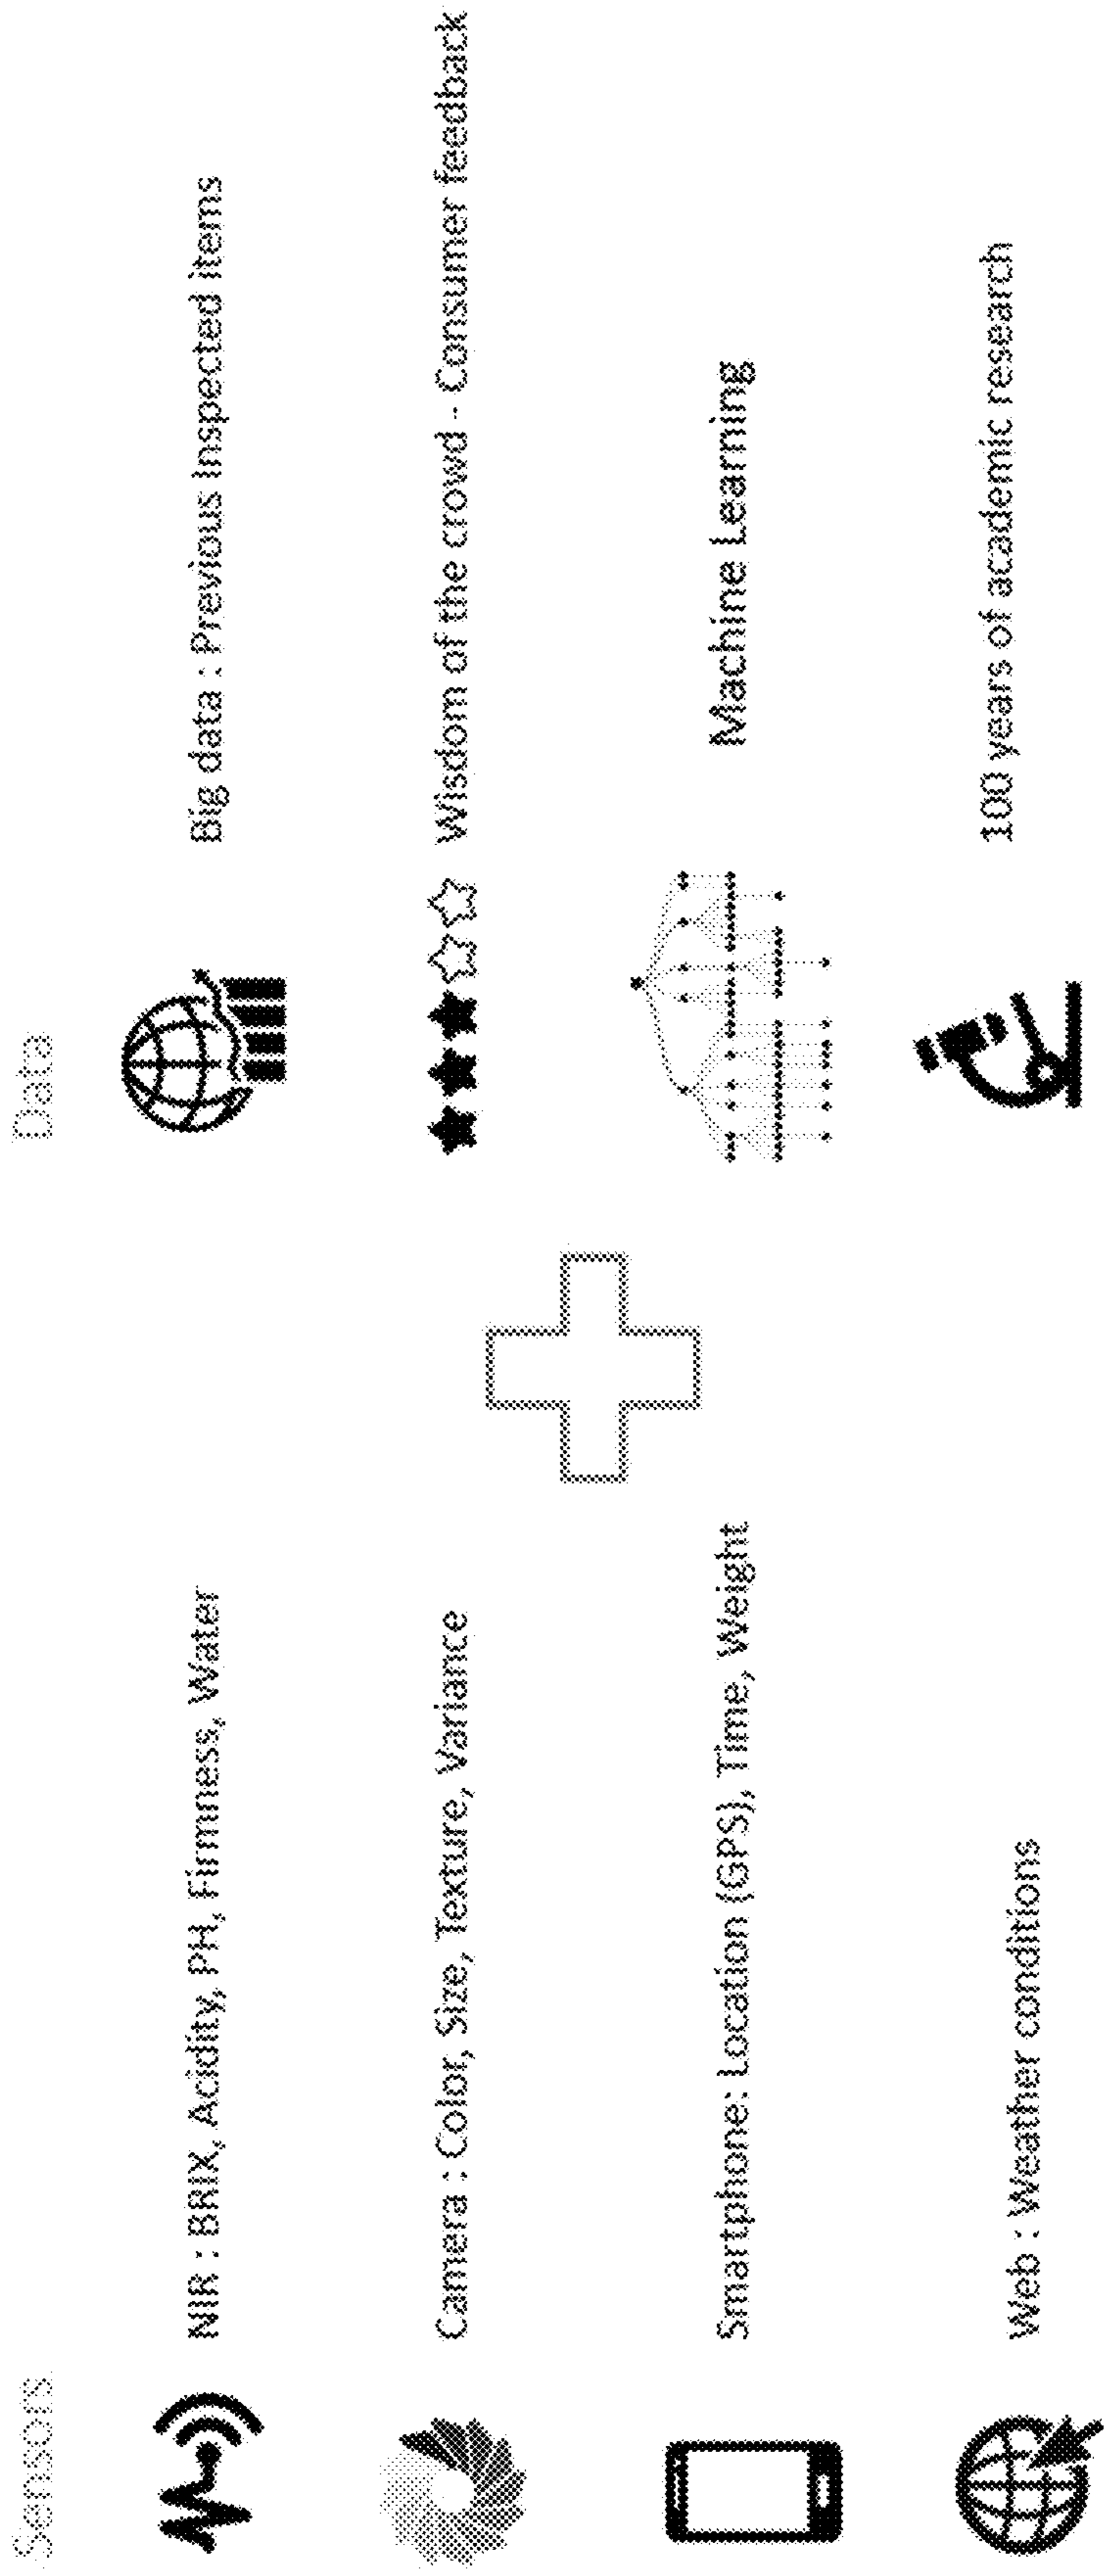 Sensors
NIR : BRIX, Acidity, PH, Firmness, Water
Camera : Color, Size, Texture, Variance
Smartphone: Location (GPS), Time, Weight
Web : Weather conditions
Data
Big data : Previous Inspected items
Wisdom of the crowd - Consumer feedback
Machine Learning
100 years of academic research